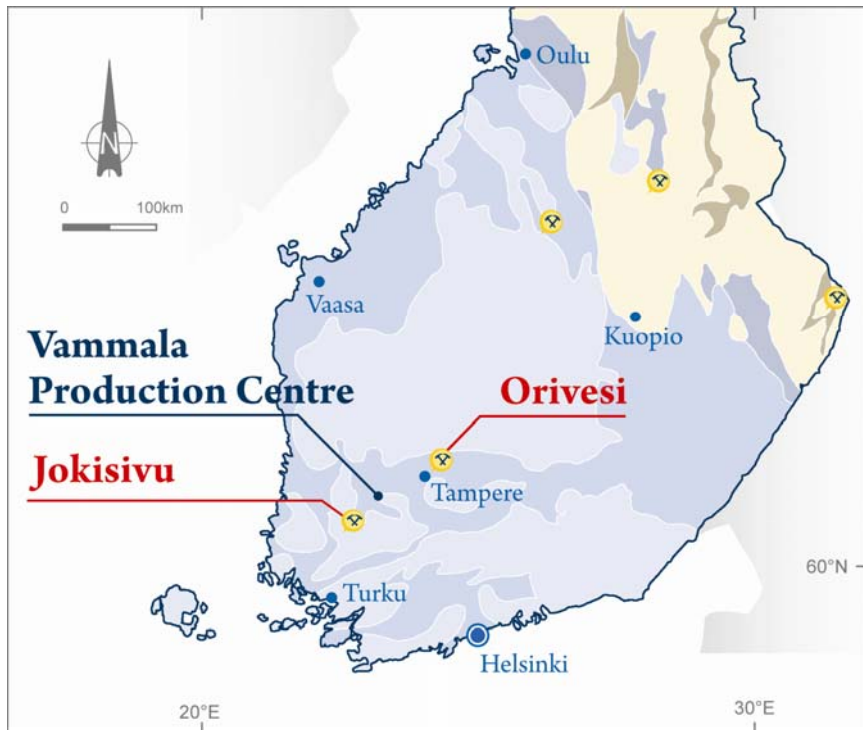 Oulu
N
0 100km
Vaasa
Kuopio
Vammala
Production Centre
Orivesi
Jokisivu
Tampere
60°N
Turku
Helsinki
20°E
30°E